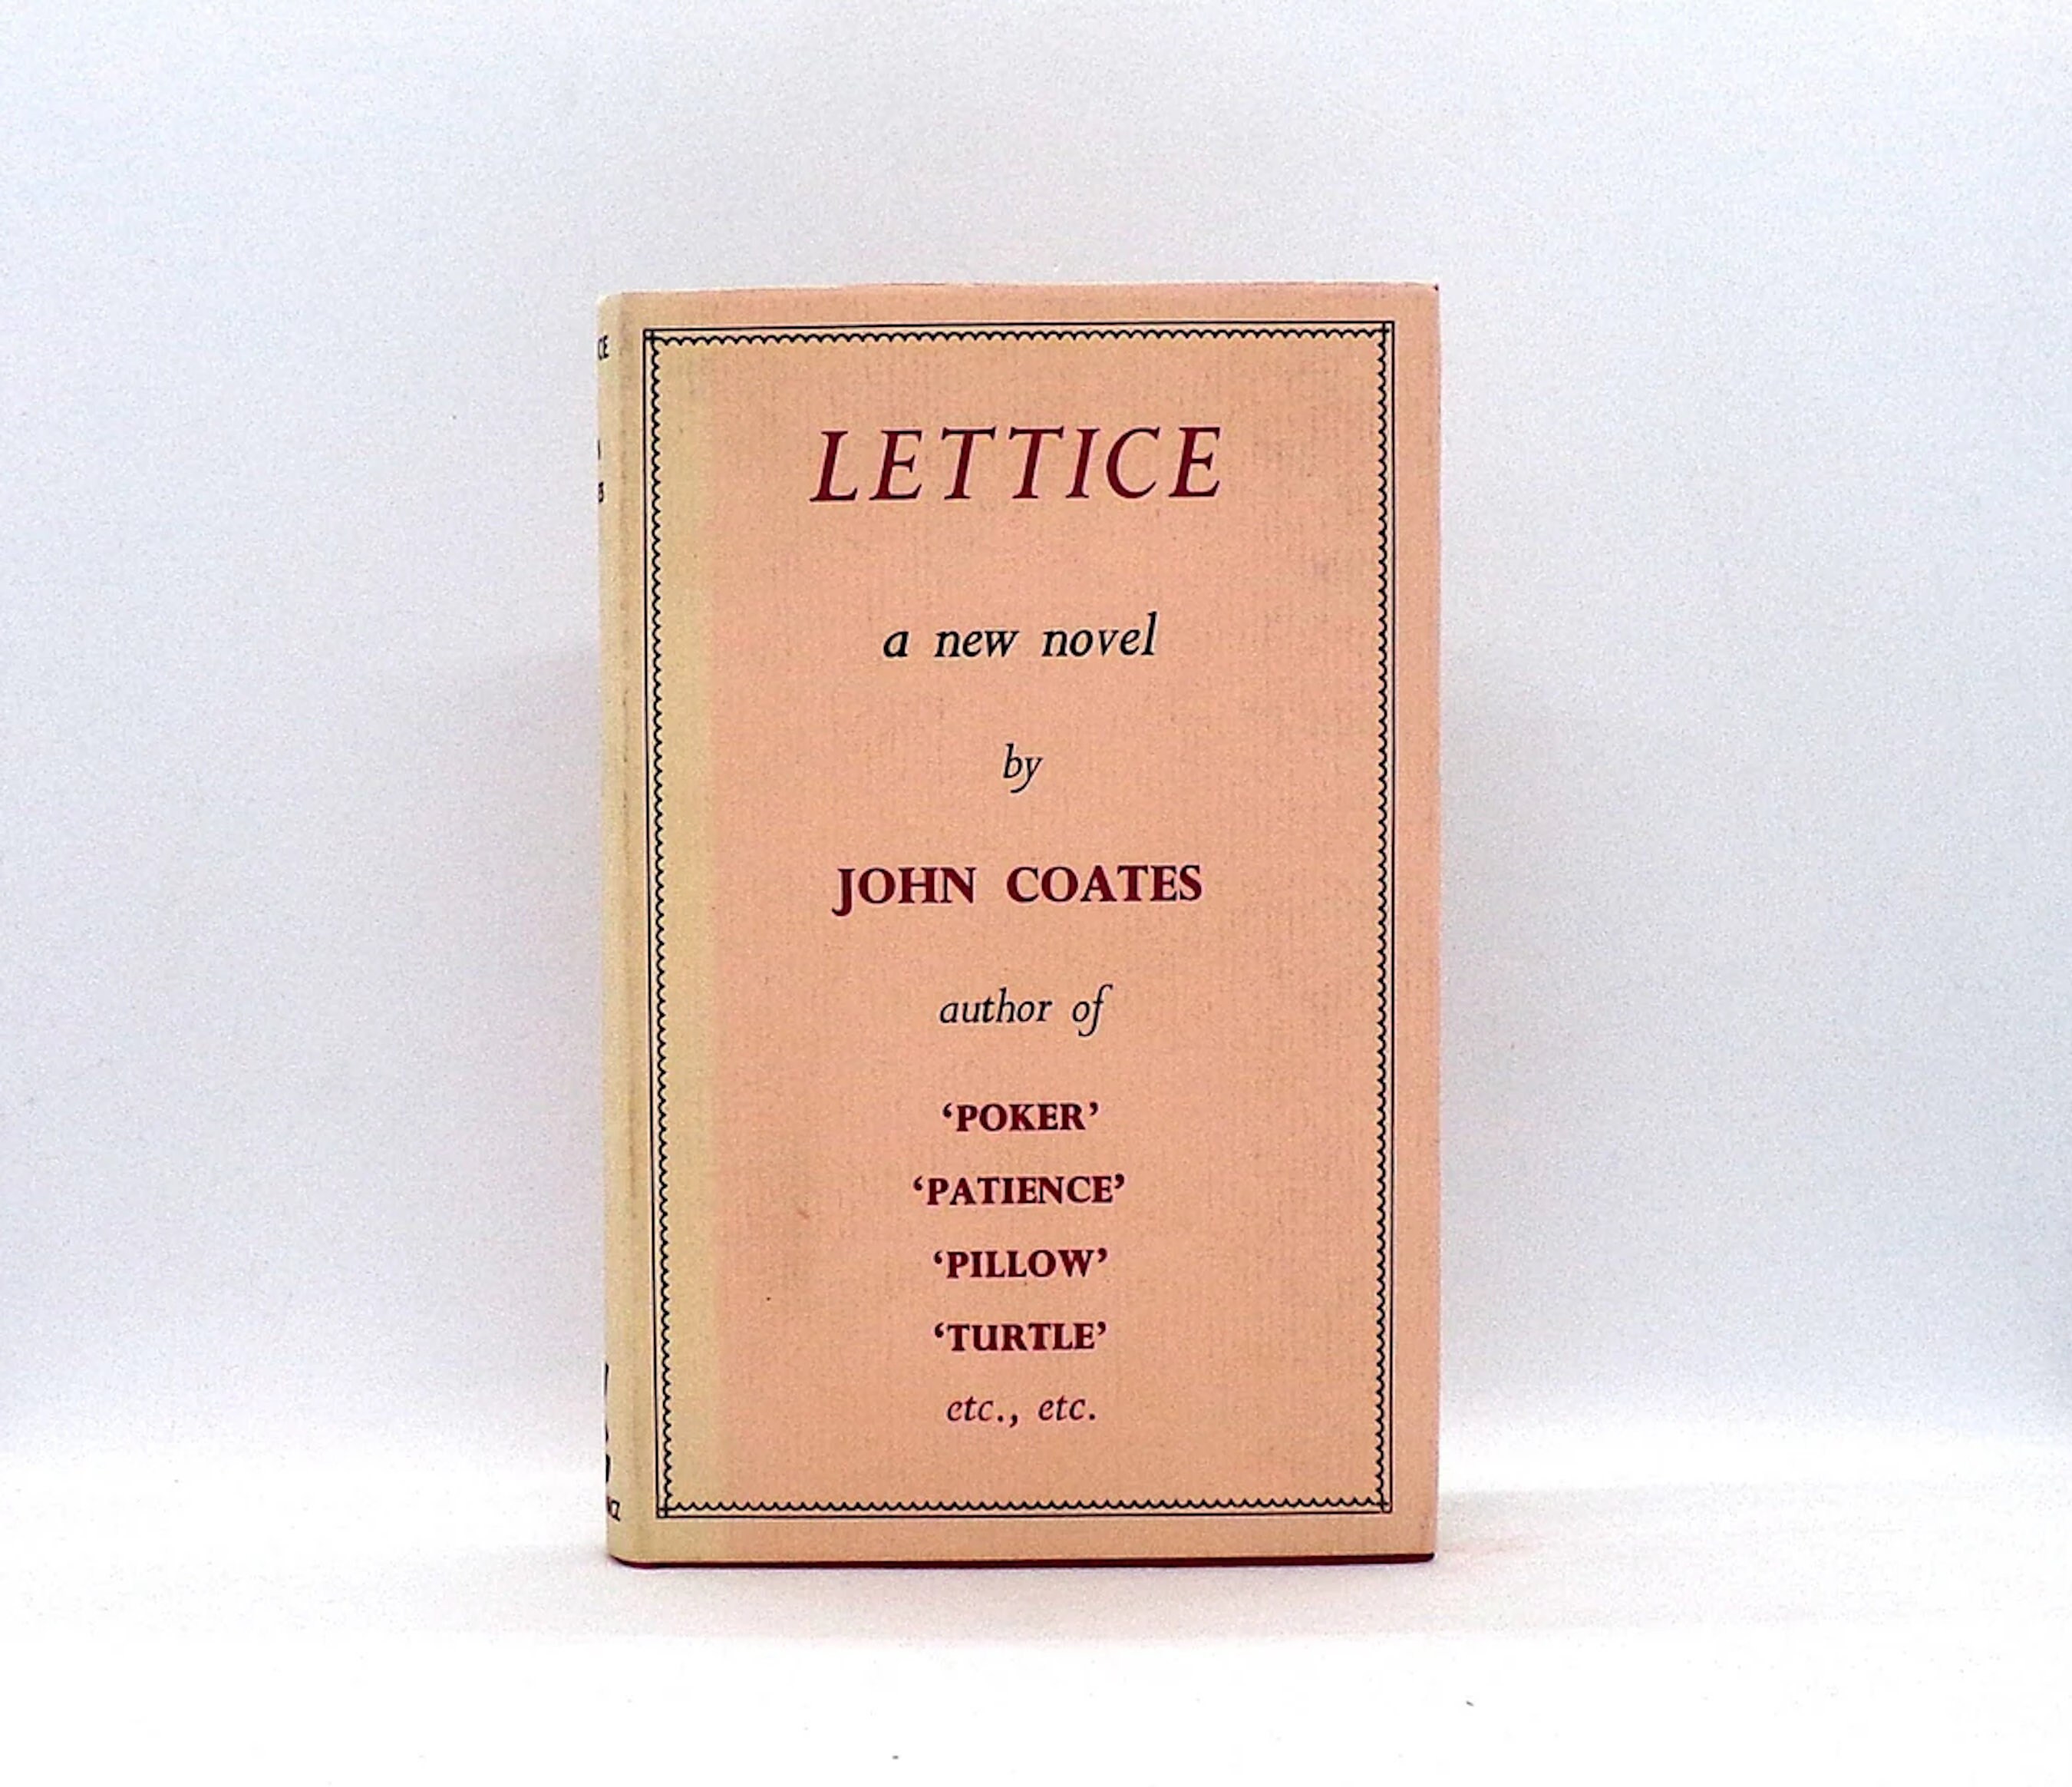 LETTICE
a new novel
by
JOHN COATES
author of
‘POKER’
‘PATIENCE’
‘PILLOW’
‘TURTLE’
etc., etc.